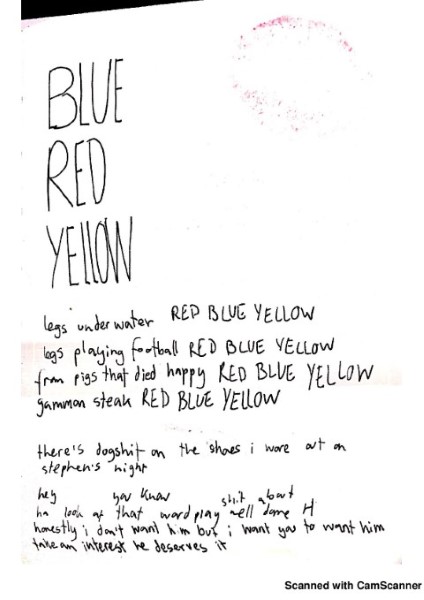 BLUE
RED
YELLOW
legs underwater RED BLUE YELLOW
legs playing football RED BLUE YELLOW
from pigs that died happy RED BLUE YELLOW
gammon steak RED BLUE YELLOW
there's dogshit on the shoes i wore out on
stephen's night
hey you know shit about
ha look at that wordplay well done H
honestly i don't want him but i want you to want him
take an interest he deserves it
Scanned with CamScanner